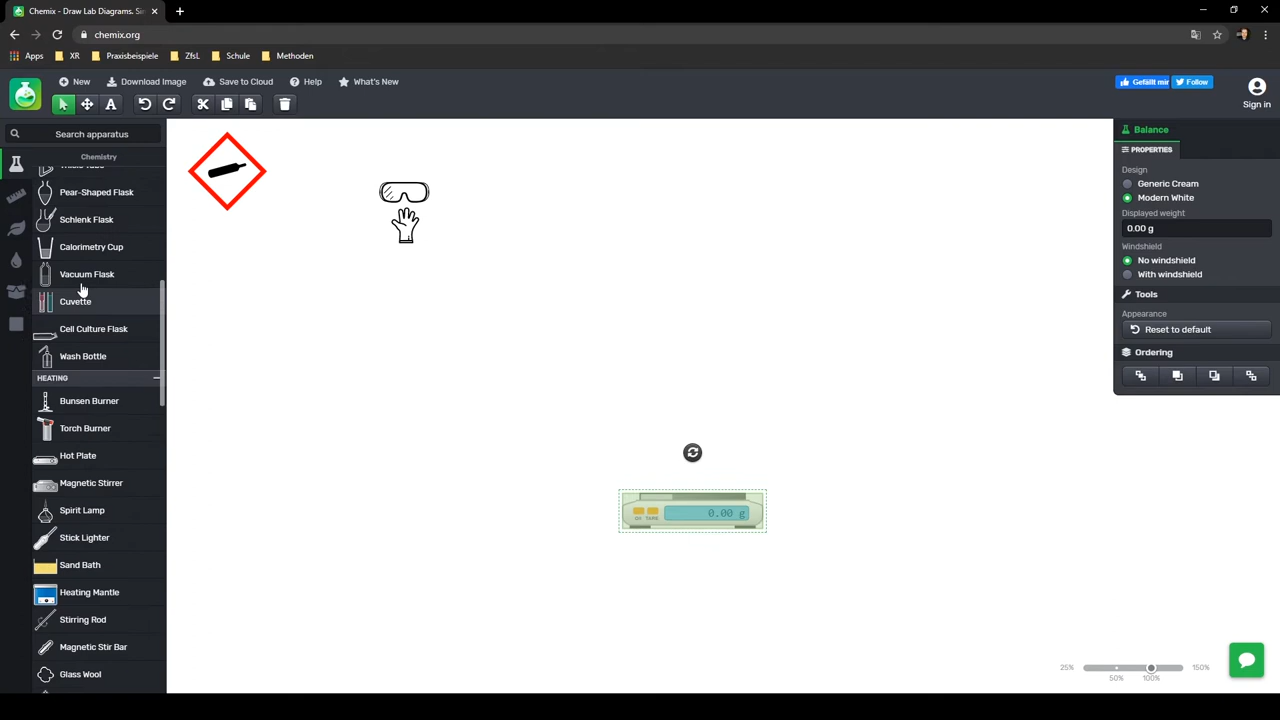 Chemix - Draw Lab Diagrams. Si
chemix.org
Apps XR Praxisbeispiele ZfsL Schule Methoden
New Download Image Save to Cloud Help What's New
Gefällt mir Follow
Sign in
Search apparatus
Chemistry
Pear-Shaped Flask
Schlenk Flask
Calorimetry Cup
Vacuum Flask
Cuvette
Cell Culture Flask
Wash Bottle
HEATING
Bunsen Burner
Torch Burner
Hot Plate
Magnetic Stirrer
Spirit Lamp
Stick Lighter
Sand Bath
Heating Mantle
Stirring Rod
Magnetic Stir Bar
Glass Wool
0.00 g
Balance
PROPERTIES
Design
Generic Cream
Modern White
Displayed weight
0.00 g
Windshield
No windshield
With windshield
Tools
Appearance
Reset to default
Ordering
25% 150%
50% 100%